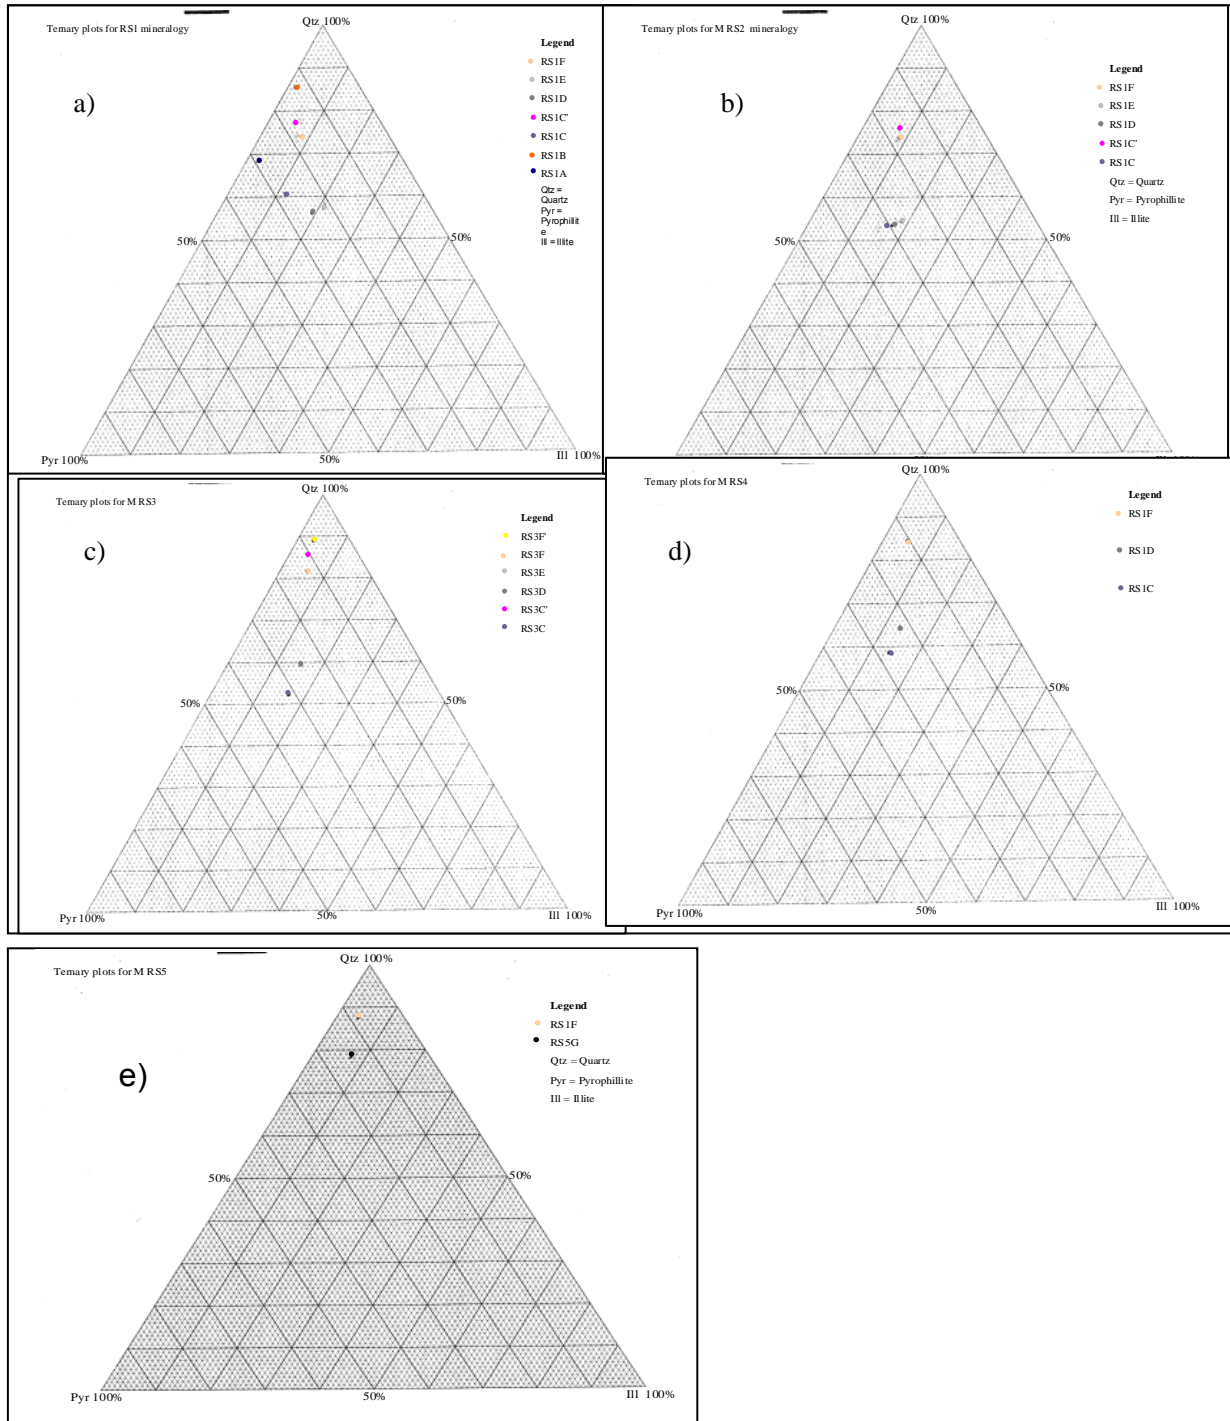 Qtz 100%
Ternary plots for RS1 mineralogy
a)
Legend
RS1F
RS1E
RS1D
RS1C'
RS1C
RS1B
RS1A
Qtz =
Quartz
Pyr =
Pyrophillit
e
Ill = Illite
50%
50%
Pyr 100%
50%
Ill 100%
Qtz 100%
Ternary plots for M RS2 mineralogy
b)
Legend
RS1F
RS1E
RS1D
RS1C'
RS1C
Qtz = Quartz
Pyr = Pyrophillite
Ill = Illite
50%
50%
Qtz 100%
Ternary plots for M RS3
c)
Legend
RS3F'
RS3F
RS3E
RS3D
RS3C'
RS3C
50%
50%
Pyr 100%
50%
Ill 100%
Qtz 100%
Ternary plots for M RS4
d)
Legend
RS1F
RS1D
RS1C
50%
50%
Pyr 100%
50%
Ill 100%
Qtz 100%
Ternary plots for M RS5
e)
Legend
RS1F
RS5G
Qtz = Quartz
Pyr = Pyrophillite
Ill = Illite
50%
50%
Pyr 100%
50%
Ill 100%